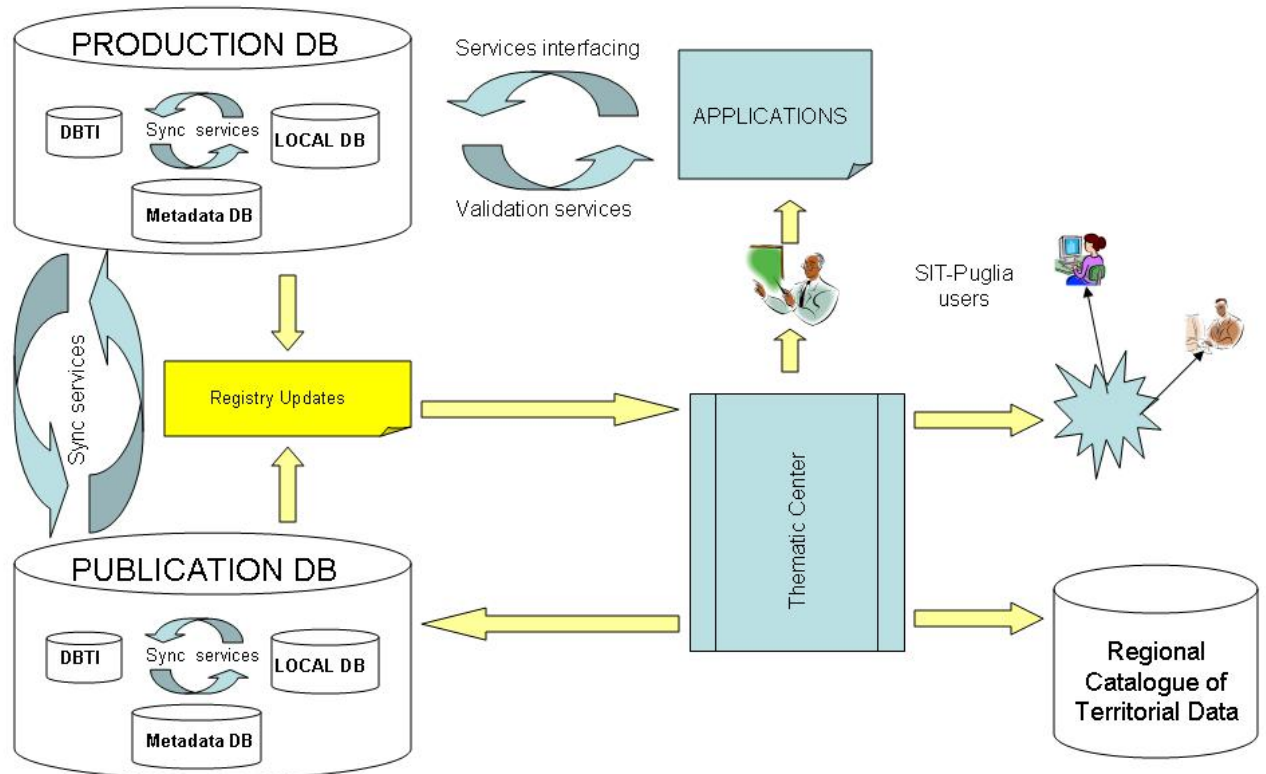 PRODUCTION DB
DBTI
Sync services
LOCAL DB
Metadata DB
Services interfacing
Validation services
APPLICATIONS
SIT-Puglia
users
Sync services
Registry Updates
Thematic Center
PUBLICATION DB
DBTI
Sync services
LOCAL DB
Metadata DB
Regional
Catalogue of
Territorial Data